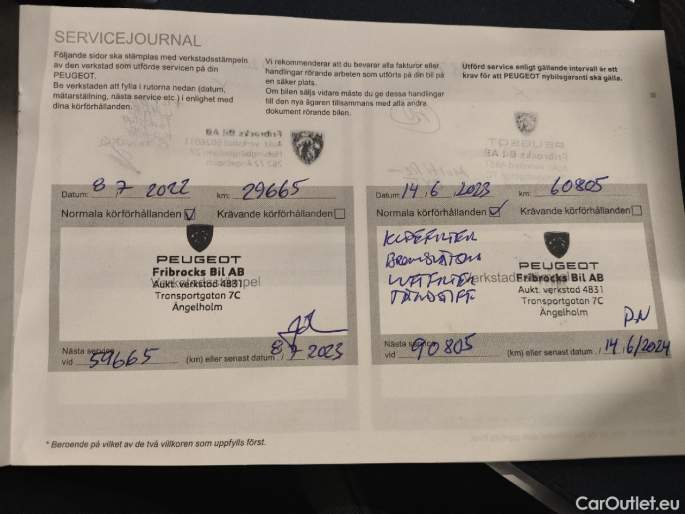 SERVICEJOURNAL
Följande sidor ska stämplas med verkstadsstämpeln
av den verkstad som utförde servicen på din
PEUGEOT.
Be verkstaden att fylla i rutorna nedan (datum,
mätarställning, nästa service etc.) i enlighet med
dina körförhållanden.
Vi rekommenderar att du bevarar alla fakturor eller
handlingar rörande arbeten som utförts på din bil på
en säker plats.
Om bilen säljs vidare måste du ge dessa handlingar
till den nya ägaren tillsammans med alla andra
dokument rörande bilen.
Utförd service enligt gällande intervall är ett
krav för att PEUGEOT nybilsgaranti ska gälla.
Datum: 8 7 2022 km: 29665
Normala körförhållanden Krävande körförhållanden
PEUGEOT
Fribrocks Bil AB
Aukt. verkstad 4831
Transportgatan 7C
Ängelholm
Nästa service
vid 59665 (km) eller senast datum 8 7 2023
Datum: 14.6 2023 km: 60805
Normala körförhållanden Krävande körförhållanden
KUPEFILTER
Verkstadsstämpel
TÄNDSTIFT
PEUGEOT
Fribrocks Bil AB
Aukt. verkstad 4831
Transportgatan 7C
Ängelholm
Nästa service
vid 90805 (km) eller senast datum 14.6/2024
* Beroende på vilket av de två villkoren som uppfylls först.
CarOutlet.eu